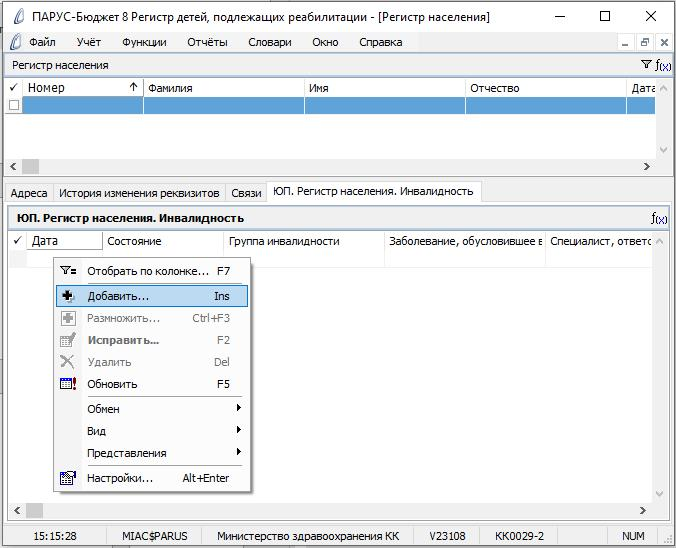 ПАРУС-Бюджет 8 Регистр детей, подлежащих реабилитации - [Регистр населения]
Файл Учёт Функции Отчёты Словари Окно Справка
Регистр населения f(x)
Номер Фамилия Имя Отчество Дата
Адреса История изменения реквизитов Связи ЮП. Регистр населения. Инвалидность
ЮП. Регистр населения. Инвалидность f(x)
Дата Состояние Группа инвалидности Заболевание, обусловившее в Специалист, ответс
Отобрать по колонке... F7
Добавить... Ins
Размножить... Ctrl+F3
Исправить... F2
Удалить Del
Обновить F5
Обмен
Вид
Представления
Настройки... Alt+Enter
15:15:28 MIAC$PARUS Министерство здравоохранения КК V23108 КК0029-2 NUM